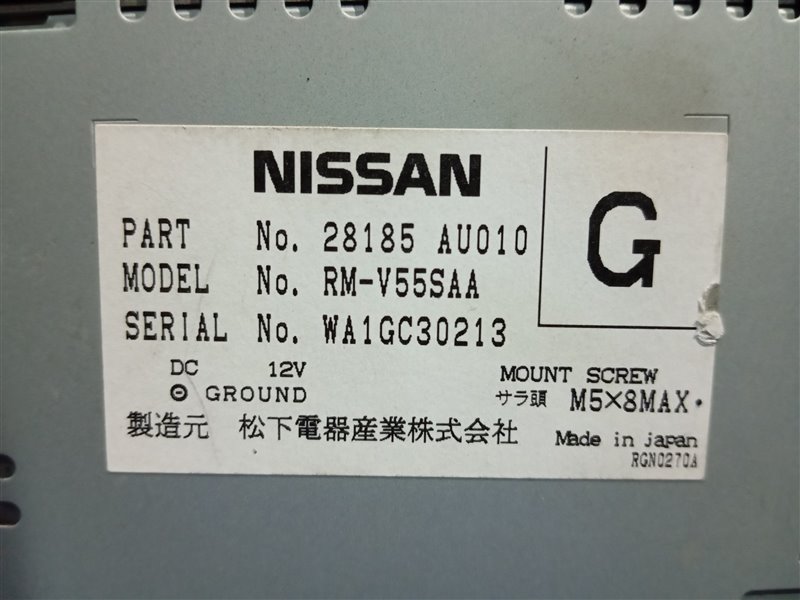 NISSAN
G
PART No. 28185 AU010
MODEL No. RM-V55SAA
SERIAL No. WA1GC30213
DC 12V
⊖ GROUND
MOUNT SCREW
サラ頭 M5×8MAX.
製造元 松下電器産業株式会社
Made in japan
RGN0270A